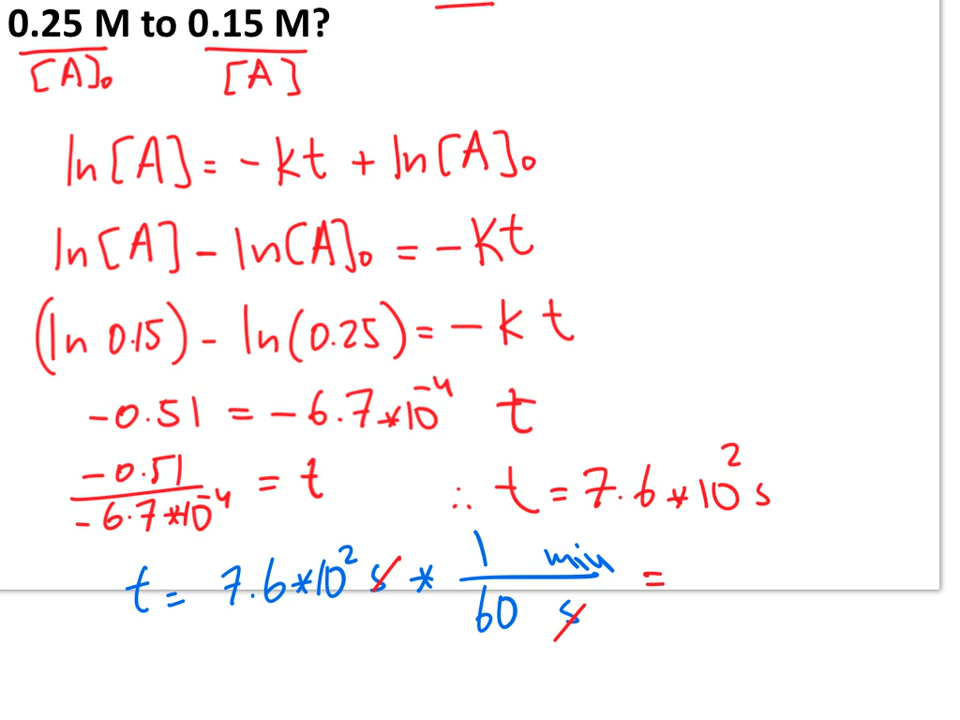 0.25 M to 0.15 M?
[A]₀ [A]
ln[A] = -kt + ln[A]₀
ln[A] - ln[A]₀ = -Kt
(ln 0.15) - ln(0.25) = -k t
-0.51 = -6.7*10⁻⁴ t
-0.51 / -6.7*10⁻⁴ = t ∴ t = 7.6*10² s
t = 7.6*10² s * 1 min / 60 s =